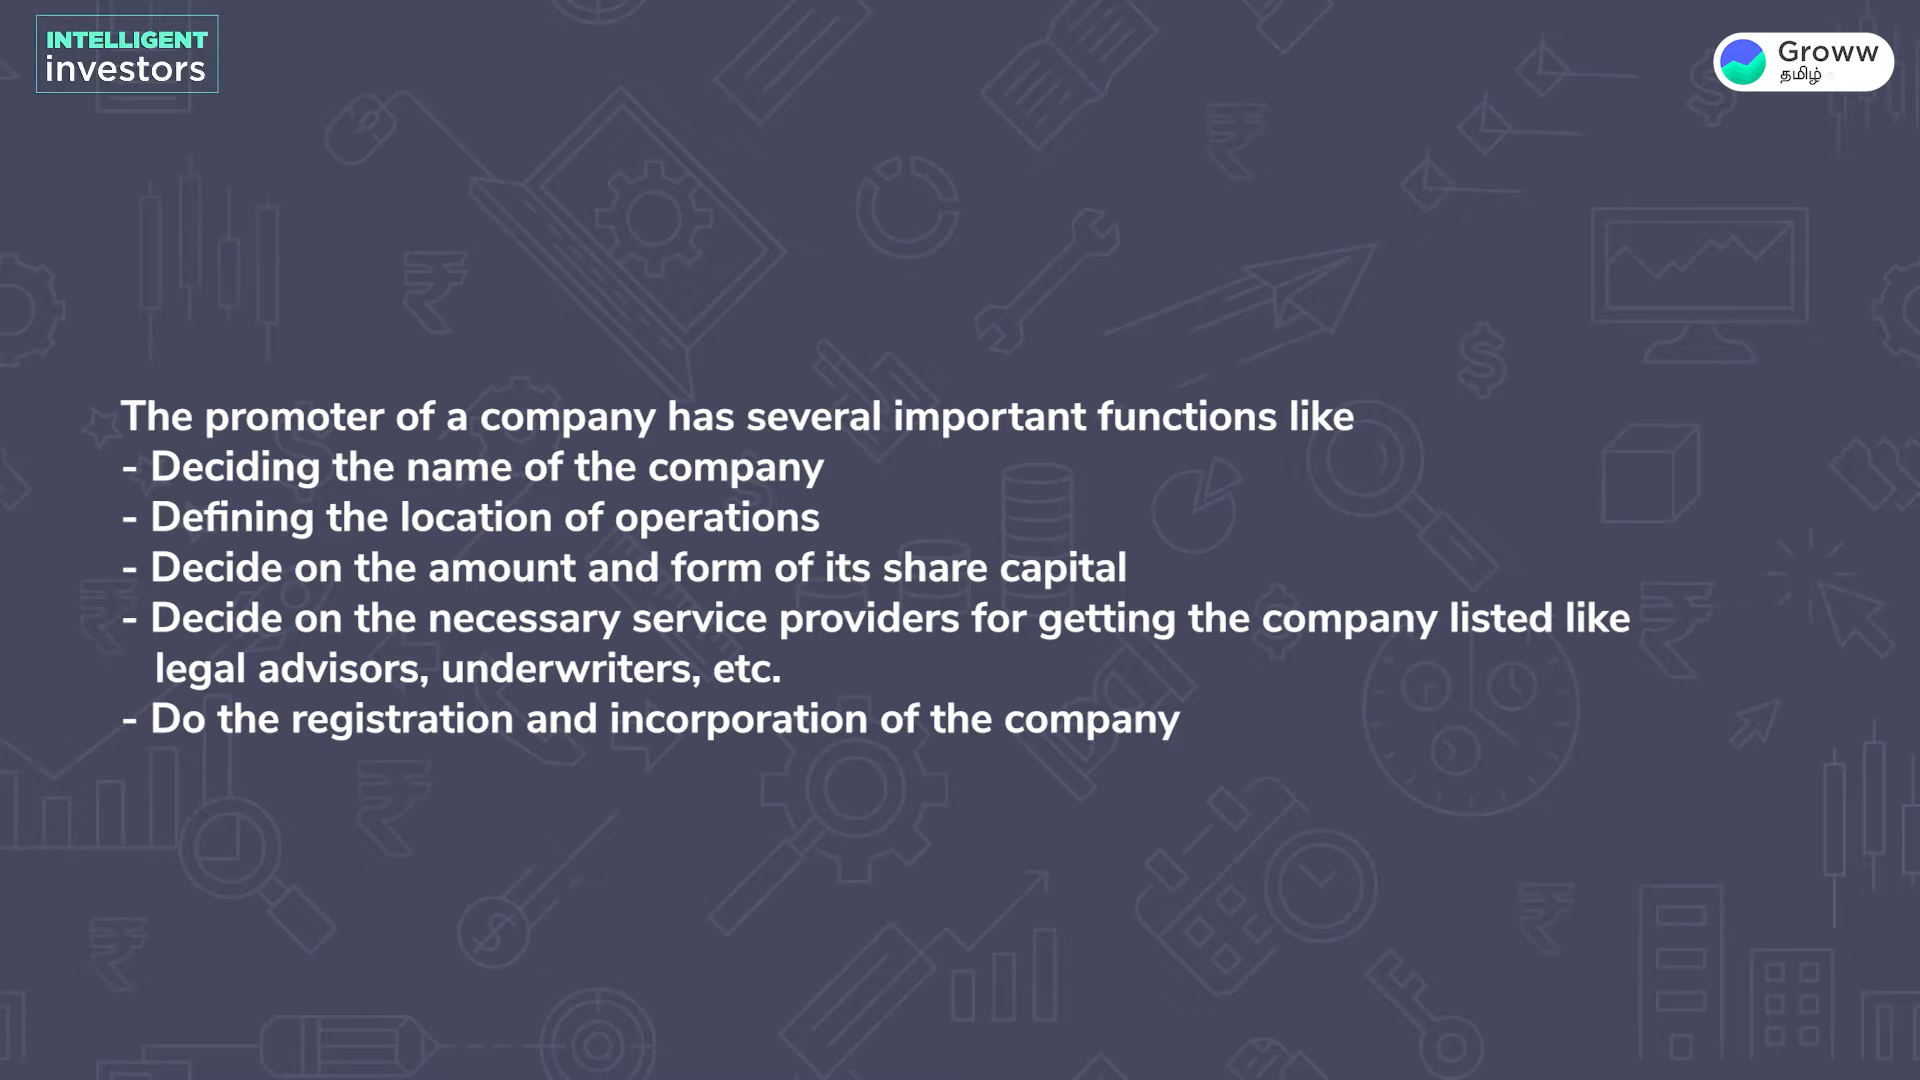 INTELLIGENT
investors
Groww
தமிழ்
The promoter of a company has several important functions like
- Deciding the name of the company
- Defining the location of operations
- Decide on the amount and form of its share capital
- Decide on the necessary service providers for getting the company listed like
legal advisors, underwriters, etc.
- Do the registration and incorporation of the company